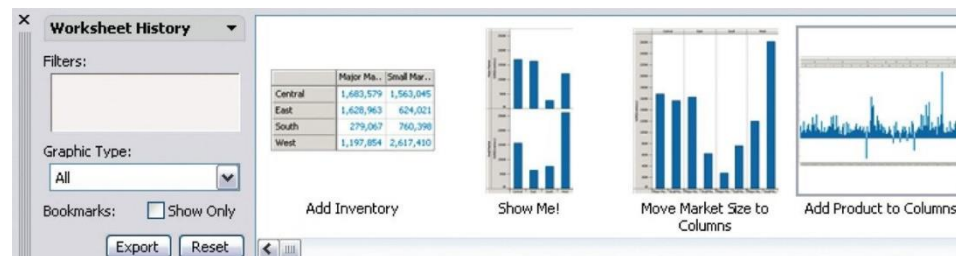 Worksheet History
Filters:
Graphic Type:
All
Bookmarks:
Show Only
Export Reset
Major Ma.. Small Mar..
Central 1,683,579 1,563,045
East 1,628,963 624,021
South 279,067 760,398
West 1,197,854 2,617,410
Add Inventory
Show Me!
Move Market Size to
Columns
Add Product to Columns